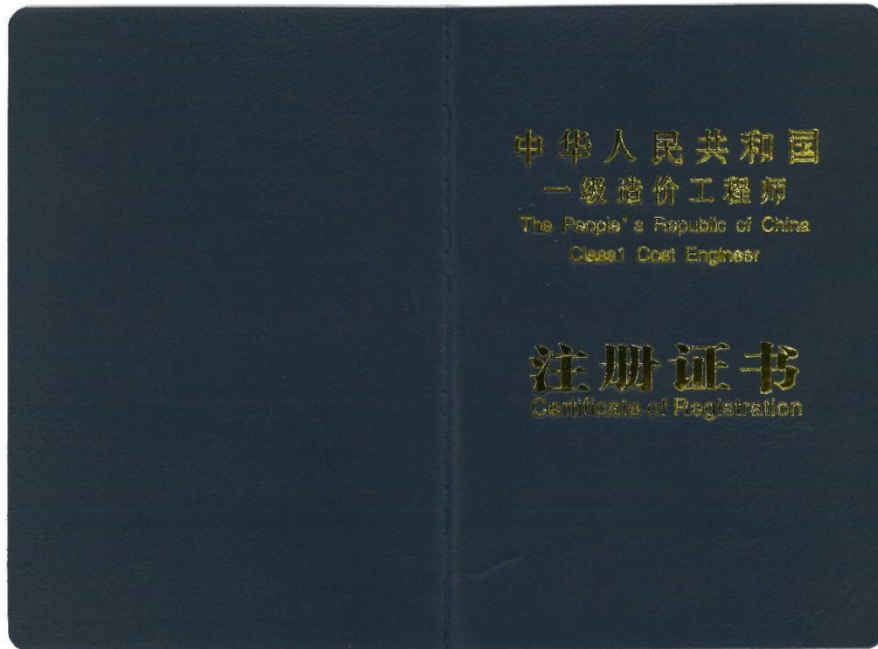 中华人民共和国
一级造价工程师
The People's Republic of China
Class1 Cost Engineer
注册证书
Certificate of Registration